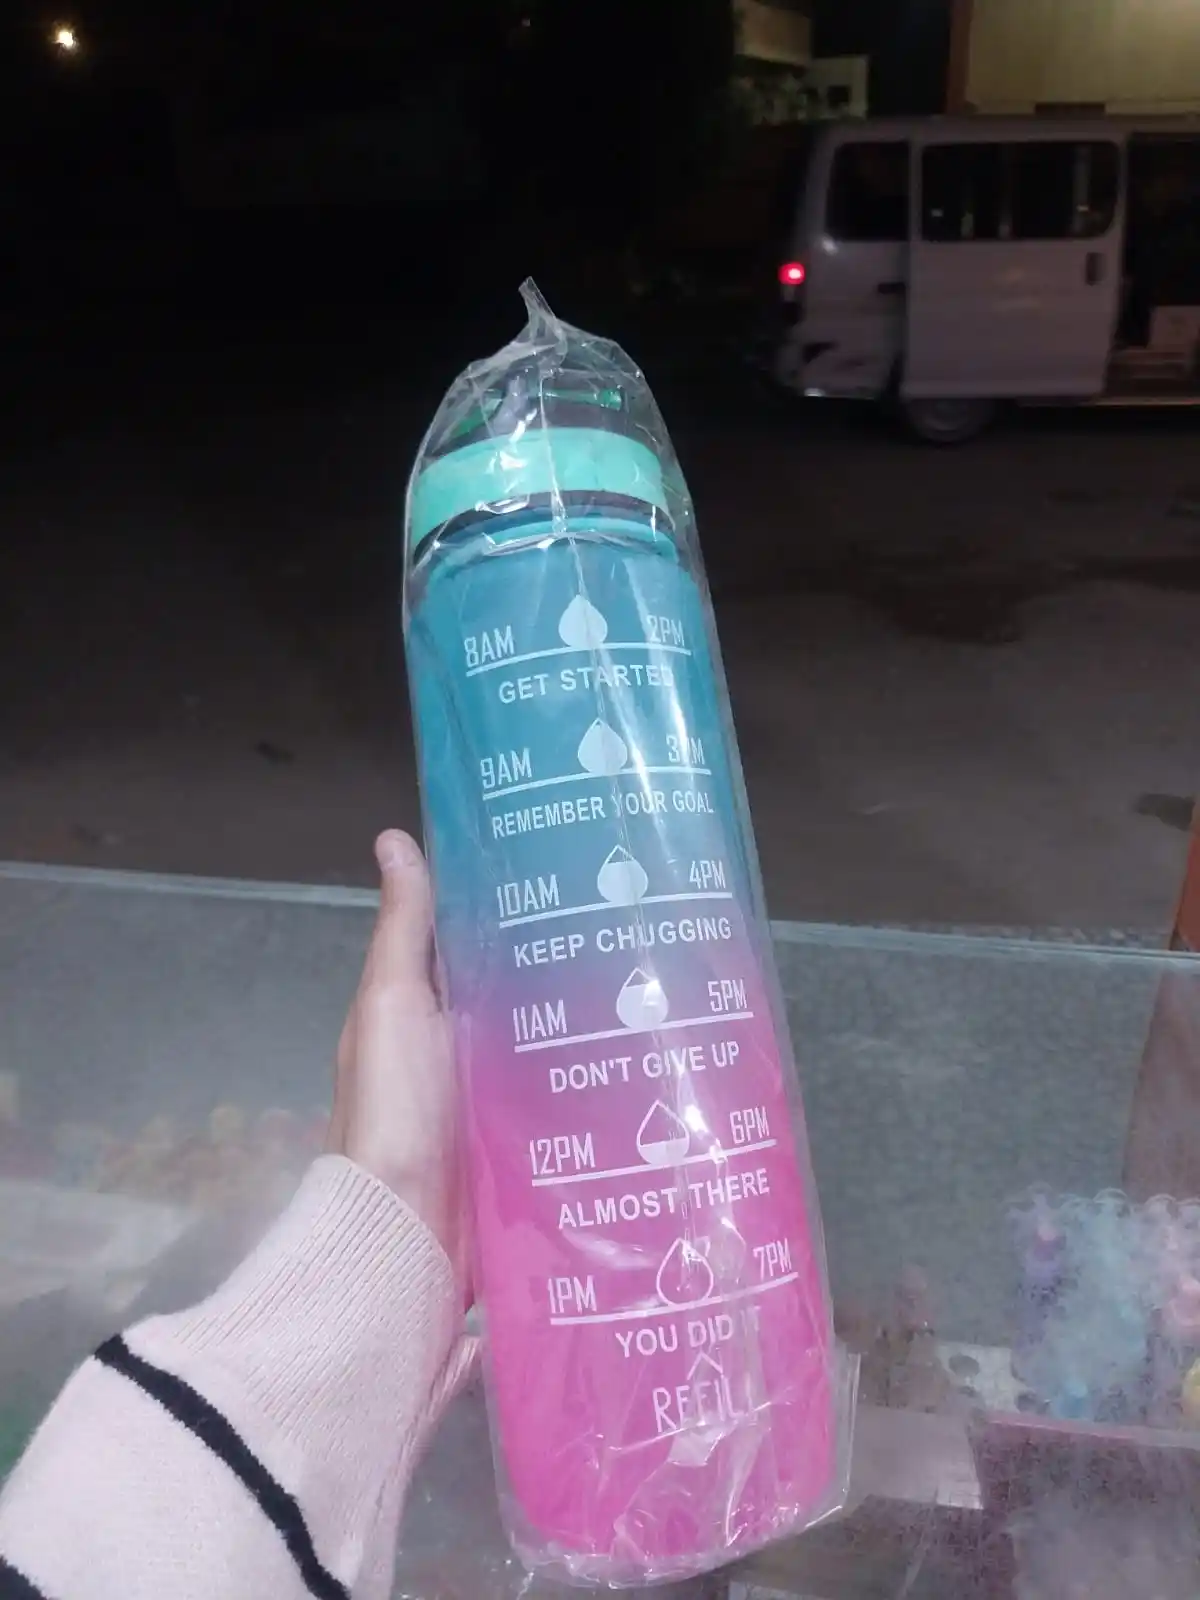 8AM 2PM
GET STARTED
9AM 3PM
REMEMBER YOUR GOAL
10AM 4PM
KEEP CHUGGING
11AM 5PM
DON'T GIVE UP
12PM 6PM
ALMOST THERE
1PM 7PM
YOU DID IT
REFILL